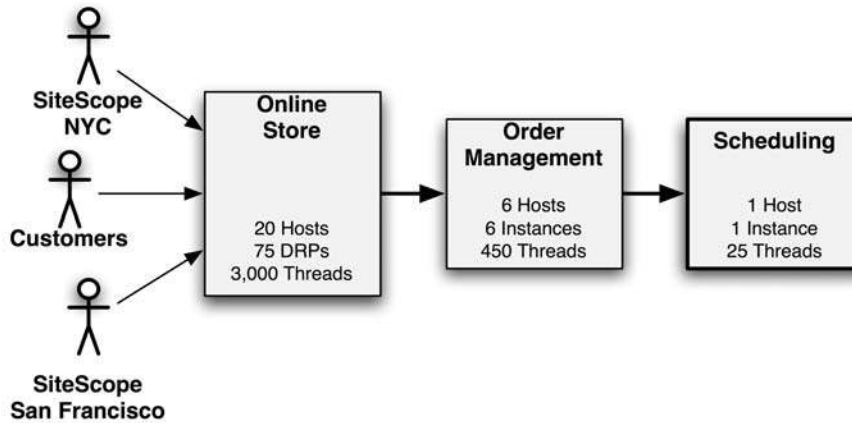 SiteScope
NYC
Customers
SiteScope
San Francisco
Online
Store
20 Hosts
75 DRPs
3,000 Threads
Order
Management
6 Hosts
6 Instances
450 Threads
Scheduling
1 Host
1 Instance
25 Threads